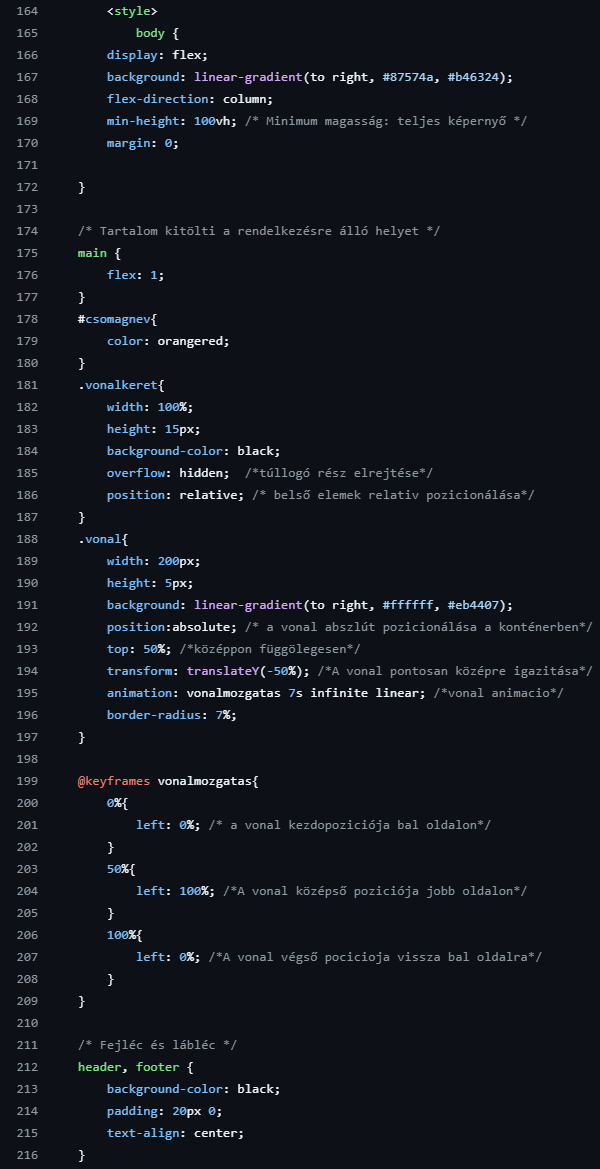 164 <style>
165 body {
166 display: flex;
167 background: linear-gradient(to right, #87574a, #b46324);
168 flex-direction: column;
169 min-height: 100vh; /* Minimum magasság: teljes képernyő */
170 margin: 0;
171
172 }
173
174 /* Tartalom kitölti a rendelkezésre álló helyet */
175 main {
176 flex: 1;
177 }
178 #csomagnev{
179 color: orangered;
180 }
181 .vonalkeret{
182 width: 100%;
183 height: 15px;
184 background-color: black;
185 overflow: hidden;  /*túllogó rész elrejtése*/
186 position: relative; /* belső elemek relativ pozicionálása*/
187 }
188 .vonal{
189 width: 200px;
190 height: 5px;
191 background: linear-gradient(to right, #ffffff, #eb4407);
192 position:absolute; /* a vonal abszlút pozicionálása a konténerben*/
193 top: 50%; /*középpon függölegesen*/
194 transform: translateY(-50%); /*A vonal pontosan középre igazitása*/
195 animation: vonalmozgatas 7s infinite linear; /*vonal animacio*/
196 border-radius: 7%;
197 }
198
199 @keyframes vonalmozgatas{
200 0%{
201 left: 0%; /* a vonal kezdopoziciója bal oldalon*/
202 }
203 50%{
204 left: 100%; /*A vonal középső poziciója jobb oldalon*/
205 }
206 100%{
207 left: 0%; /*A vonal végső pocicioja vissza bal oldalra*/
208 }
209 }
210
211 /* Fejléc és lábléc */
212 header, footer {
213 background-color: black;
214 padding: 20px 0;
215 text-align: center;
216 }